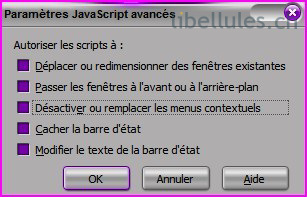 Paramètres JavaScript avancés
libellules.ch
Autoriser les scripts à :
Déplacer ou redimensionner des fenêtres existantes
Passer les fenêtres à l'avant ou à l'arrière-plan
Désactiver ou remplacer les menus contextuels
Cacher la barre d'état
Modifier le texte de la barre d'état
OK
Annuler
Aide